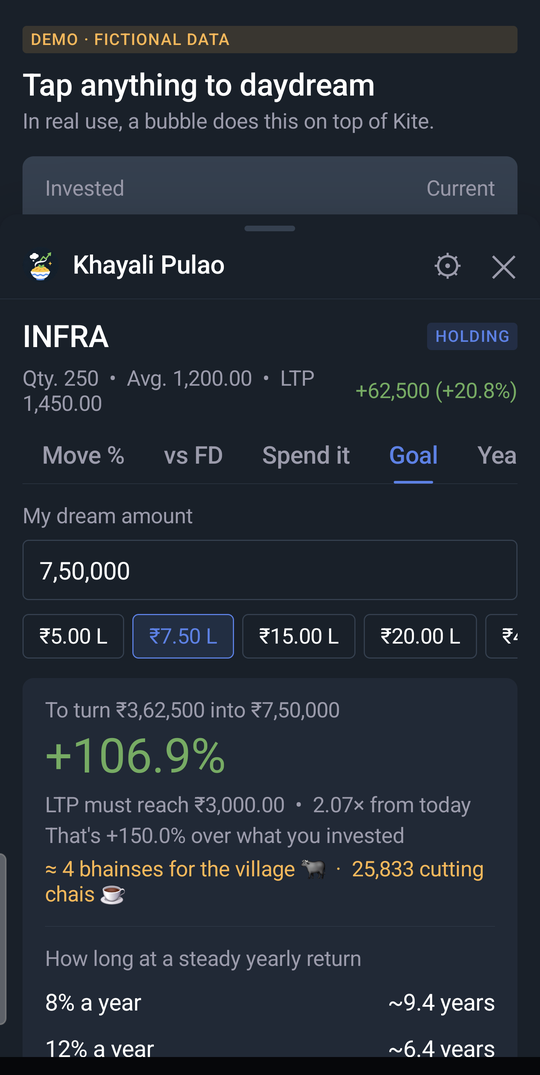 DEMO · FICTIONAL DATA
Tap anything to daydream
In real use, a bubble does this on top of Kite.
Invested Current
Khayali Pulao
INFRA HOLDING
Qty. 250 • Avg. 1,200.00 • LTP
1,450.00 +62,500 (+20.8%)
Move % vs FD Spend it Goal Yea
My dream amount
7,50,000
₹5.00 L ₹7.50 L ₹15.00 L ₹20.00 L ₹4
To turn ₹3,62,500 into ₹7,50,000
+106.9%
LTP must reach ₹3,000.00 • 2.07× from today
That's +150.0% over what you invested
≈ 4 bhainses for the village 🐃 · 25,833 cutting
chais ☕
How long at a steady yearly return
8% a year ~9.4 years
12% a year ~6.4 years